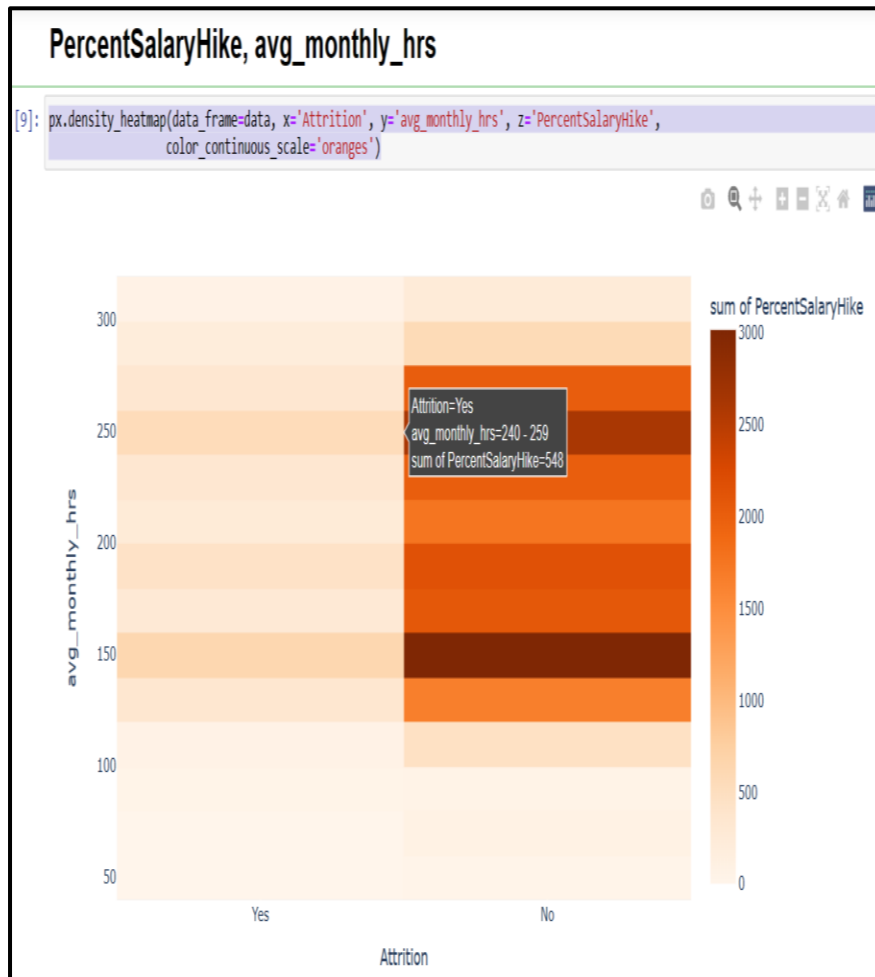 PercentSalaryHike, avg_monthly_hrs
[9]: px.density_heatmap(data_frame=data, x='Attrition', y='avg_monthly_hrs', z='PercentSalaryHike',
color_continuous_scale='oranges')
sum of PercentSalaryHike
300
250
200
150
100
50
avg_monthly_hrs
Attrition=Yes
avg_monthly_hrs=240 - 259
sum of PercentSalaryHike=548
3000
2500
2000
1500
1000
500
0
Yes
No
Attrition